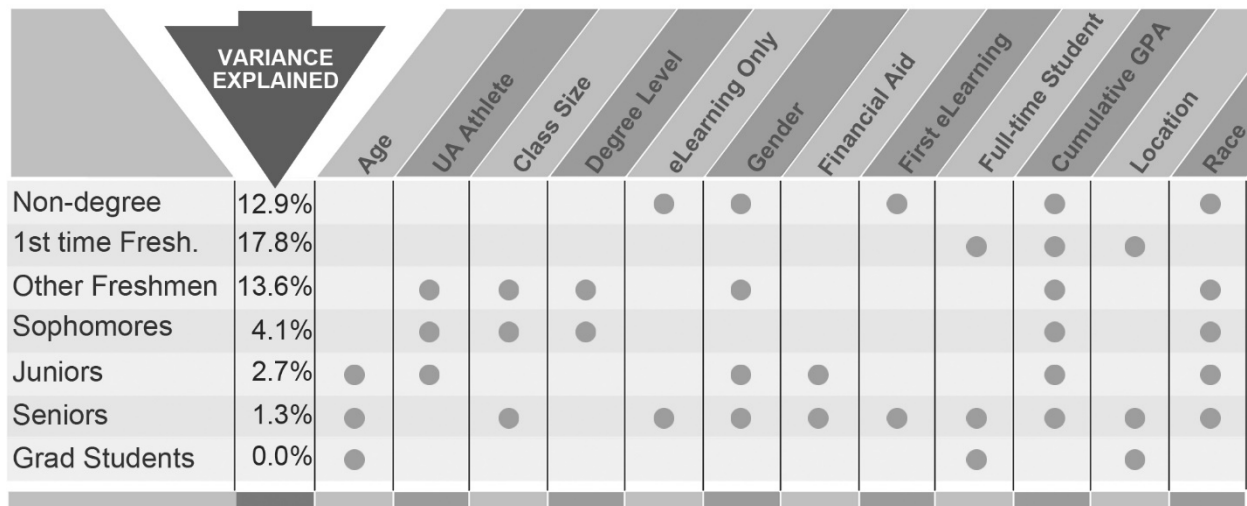 VARIANCE
EXPLAINED
Age
UA Athlete
Class Size
Degree Level
eLearning Only
Gender
Financial Aid
First eLearning
Full-time Student
Cumulative GPA
Location
Race
Non-degree 12.9%
1st time Fresh. 17.8%
Other Freshmen 13.6%
Sophomores 4.1%
Juniors 2.7%
Seniors 1.3%
Grad Students 0.0%